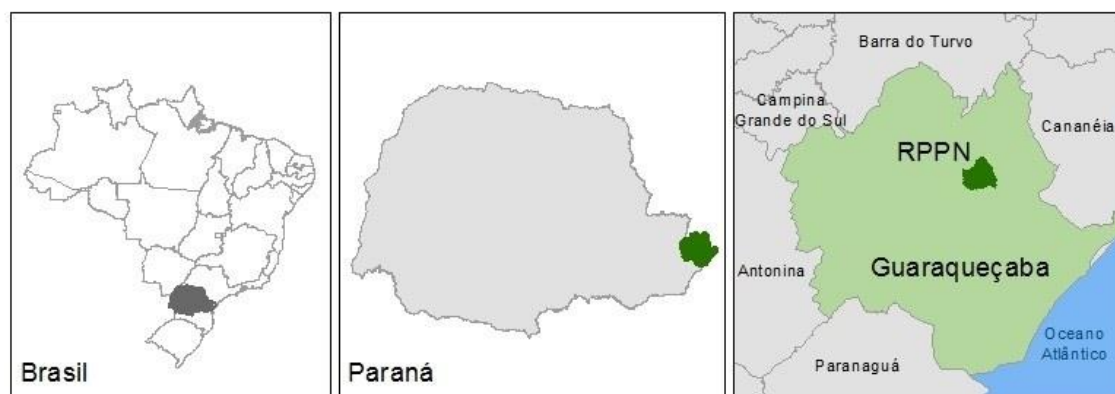 Brasil
Paraná
Barra do Turvo
Campina
Grande do Sul
Cananéia
RPPN
Antonina
Guaraqueçaba
Oceano
Atlântico
Paranaguá